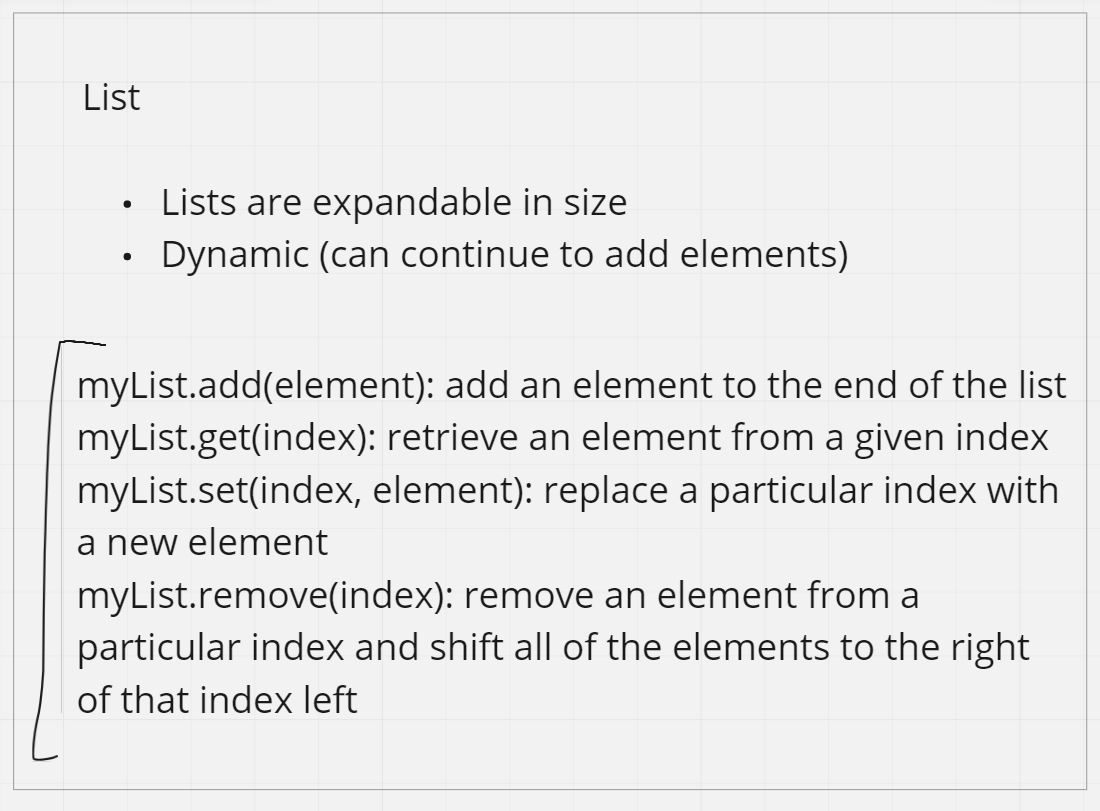 List
• Lists are expandable in size
• Dynamic (can continue to add elements)
myList.add(element): add an element to the end of the list
myList.get(index): retrieve an element from a given index
myList.set(index, element): replace a particular index with
a new element
myList.remove(index): remove an element from a
particular index and shift all of the elements to the right
of that index left